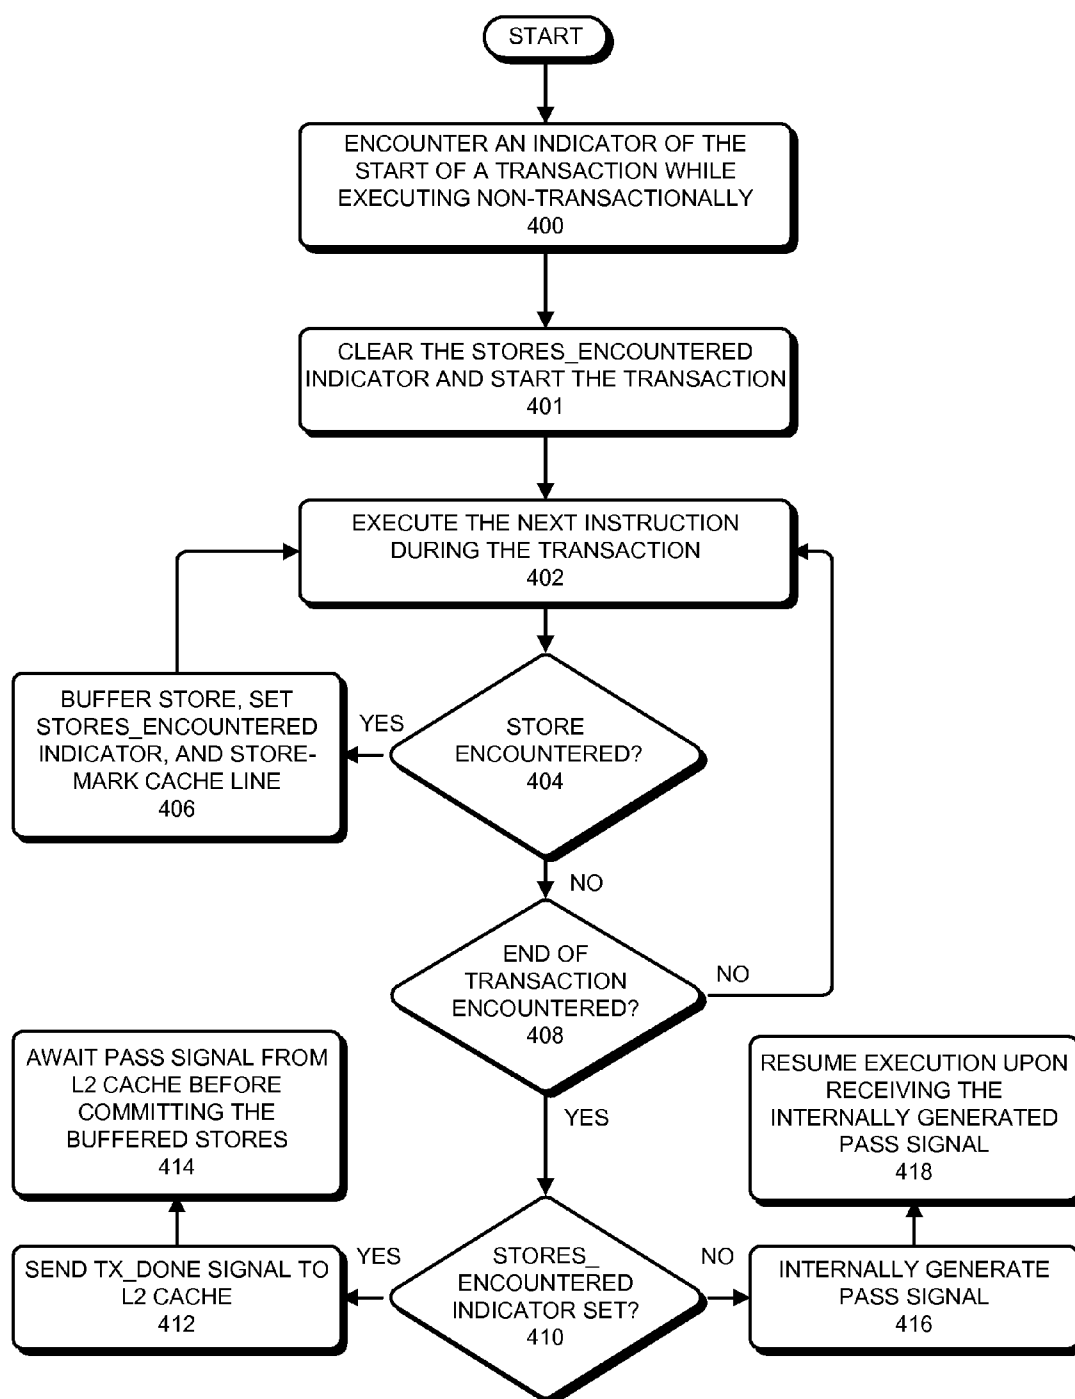 START
ENCOUNTER AN INDICATOR OF THE
START OF A TRANSACTION WHILE
EXECUTING NON-TRANSACTIONALLY
400
CLEAR THE STORES_ENCOUNTERED
INDICATOR AND START THE TRANSACTION
401
EXECUTE THE NEXT INSTRUCTION
DURING THE TRANSACTION
402
STORE
ENCOUNTERED?
404
YES
BUFFER STORE, SET
STORES_ENCOUNTERED
INDICATOR, AND STORE-
MARK CACHE LINE
406
NO
END OF
TRANSACTION
ENCOUNTERED?
408
NO
YES
STORES_
ENCOUNTERED
INDICATOR SET?
410
YES
SEND TX_DONE SIGNAL TO
L2 CACHE
412
AWAIT PASS SIGNAL FROM
L2 CACHE BEFORE
COMMITTING THE
BUFFERED STORES
414
NO
INTERNALLY GENERATE
PASS SIGNAL
416
RESUME EXECUTION UPON
RECEIVING THE
INTERNALLY GENERATED
PASS SIGNAL
418